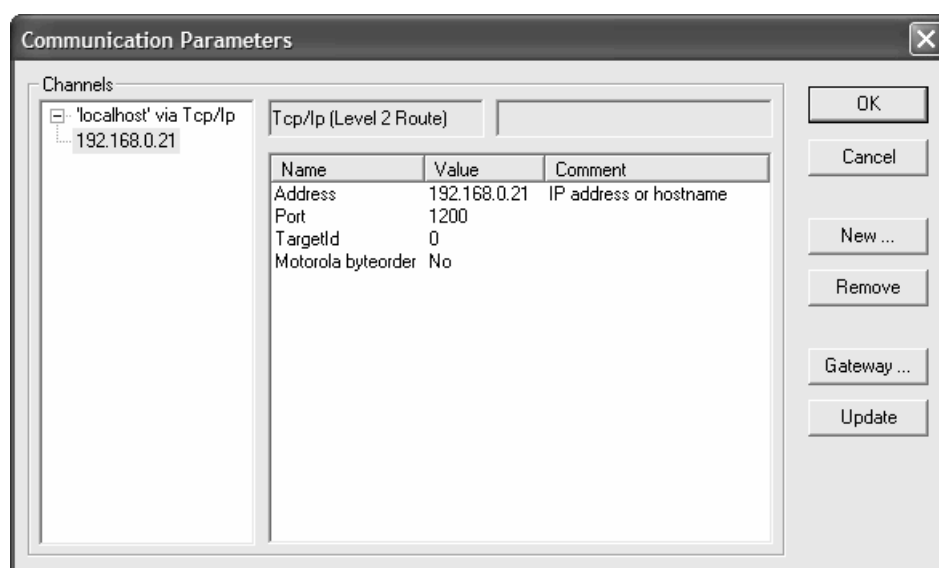 Communication Parameters
Channels
'localhost' via Tcp/Ip
192.168.0.21
Tcp/Ip (Level 2 Route)
Name Value Comment
Address 192.168.0.21 IP address or hostname
Port 1200
TargetId 0
Motorola byteorder No
OK
Cancel
New ...
Remove
Gateway ...
Update